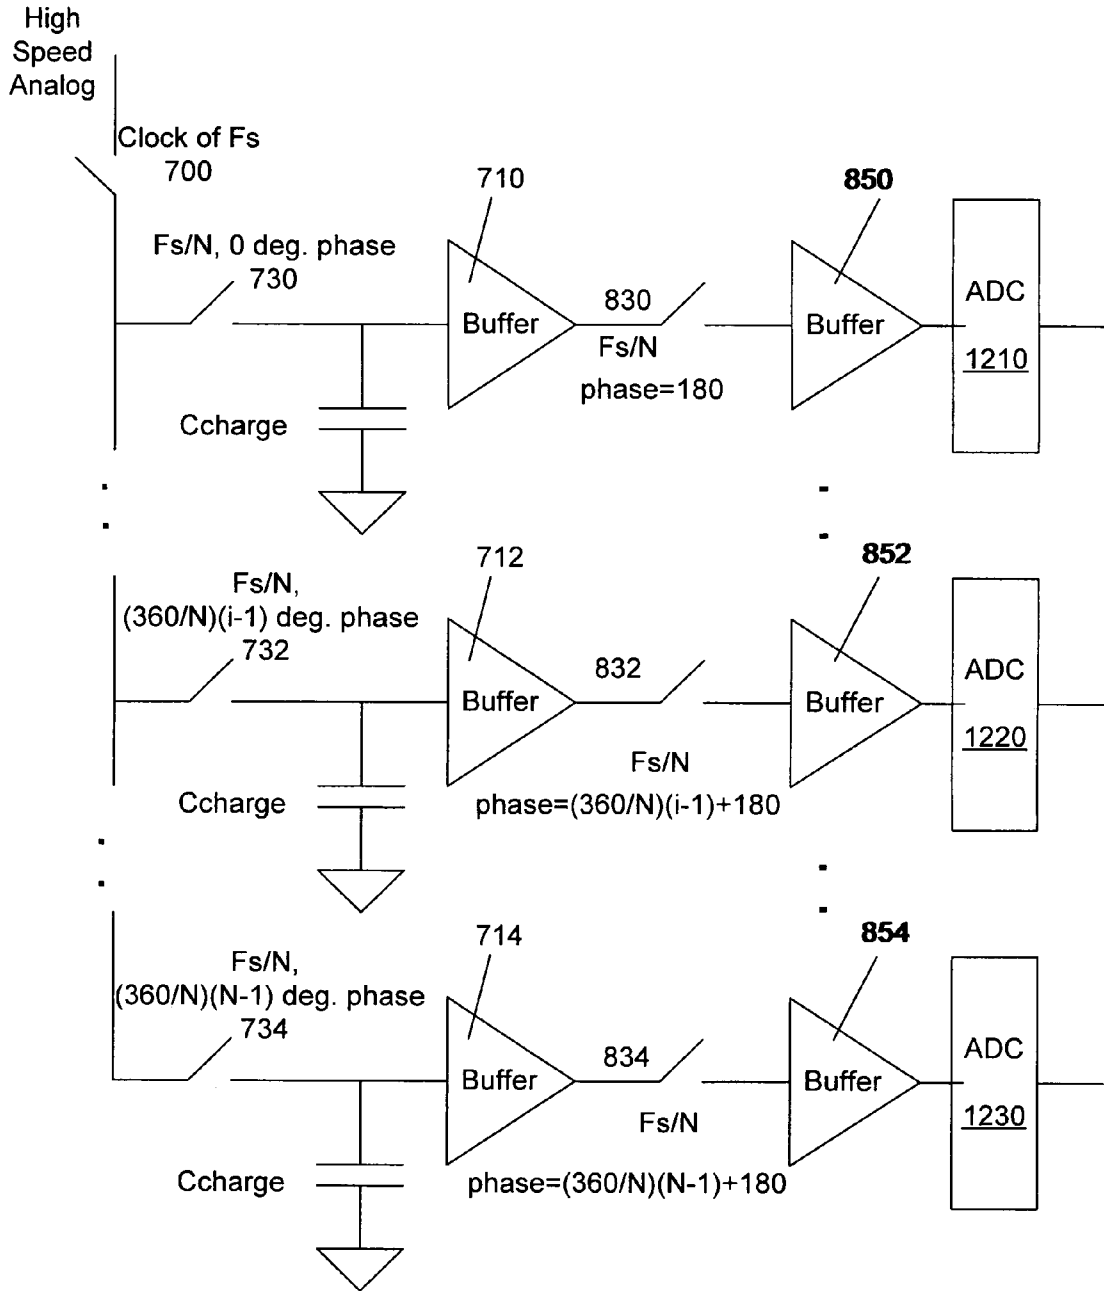 High
Speed
Analog
Clock of Fs
700
Fs/N, 0 deg. phase
730
710
Buffer
830
Fs/N
phase=180
850
Buffer
ADC
1210
Ccharge
Fs/N,
(360/N)(i-1) deg. phase
732
712
Buffer
832
Fs/N
phase=(360/N)(i-1)+180
852
Buffer
ADC
1220
Ccharge
Fs/N,
(360/N)(N-1) deg. phase
734
714
Buffer
834
Fs/N
phase=(360/N)(N-1)+180
854
Buffer
ADC
1230
Ccharge